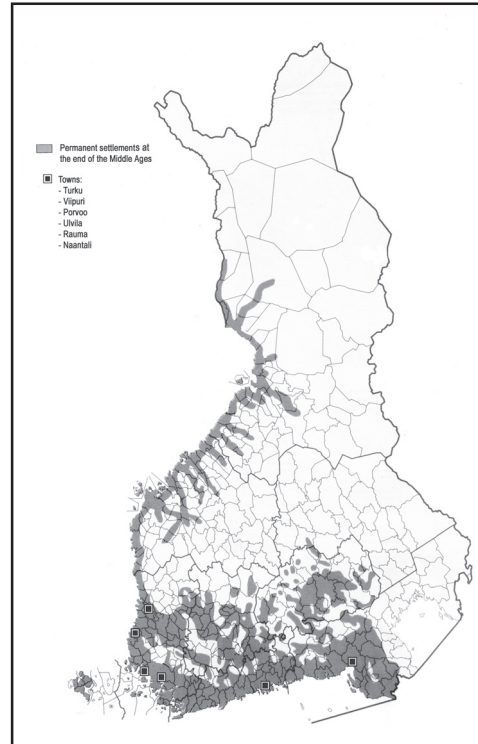 Permanent settlements at
the end of the Middle Ages
Towns:
- Turku
- Viipuri
- Porvoo
- Ulvila
- Rauma
- Naantali